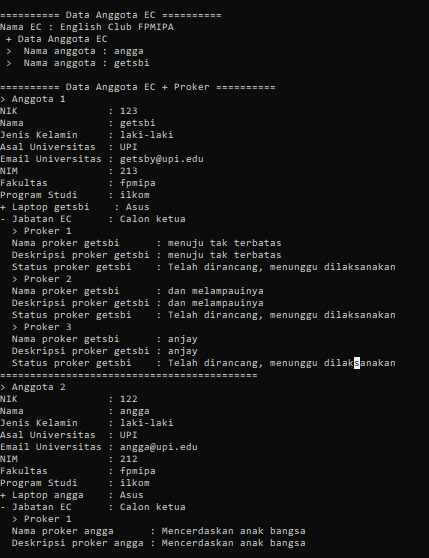 ========== Data Anggota EC ==========
Nama EC : English Club FPMIPA
 + Data Anggota EC
 >  Nama anggota : angga
 >  Nama anggota : getsbi

========== Data Anggota EC + Proker ==========
> Anggota 1
NIK               : 123
Nama              : getsbi
Jenis Kelamin     : laki-laki
Asal Universitas  : UPI
Email Universitas : getsby@upi.edu
NIM               : 213
Fakultas          : fpmipa
Program Studi     : ilkom
+ Laptop getsbi    : Asus
- Jabatan EC      : Calon ketua
  > Proker 1
  Nama proker getsbi      : menuju tak terbatas
  Deskripsi proker getsbi : menuju tak terbatas
  Status proker getsbi    : Telah dirancang, menunggu dilaksanakan
  > Proker 2
  Nama proker getsbi      : dan melampauinya
  Deskripsi proker getsbi : dan melampauinya
  Status proker getsbi    : Telah dirancang, menunggu dilaksanakan
  > Proker 3
  Nama proker getsbi      : anjay
  Deskripsi proker getsbi : anjay
  Status proker getsbi    : Telah dirancang, menunggu dilaksanakan
===========================================
> Anggota 2
NIK               : 122
Nama              : angga
Jenis Kelamin     : laki-laki
Asal Universitas  : UPI
Email Universitas : angga@upi.edu
NIM               : 212
Fakultas          : fpmipa
Program Studi     : ilkom
+ Laptop angga    : Asus
- Jabatan EC      : Calon ketua
  > Proker 1
  Nama proker angga      : Mencerdaskan anak bangsa
  Deskripsi proker angga : Mencerdaskan anak bangsa